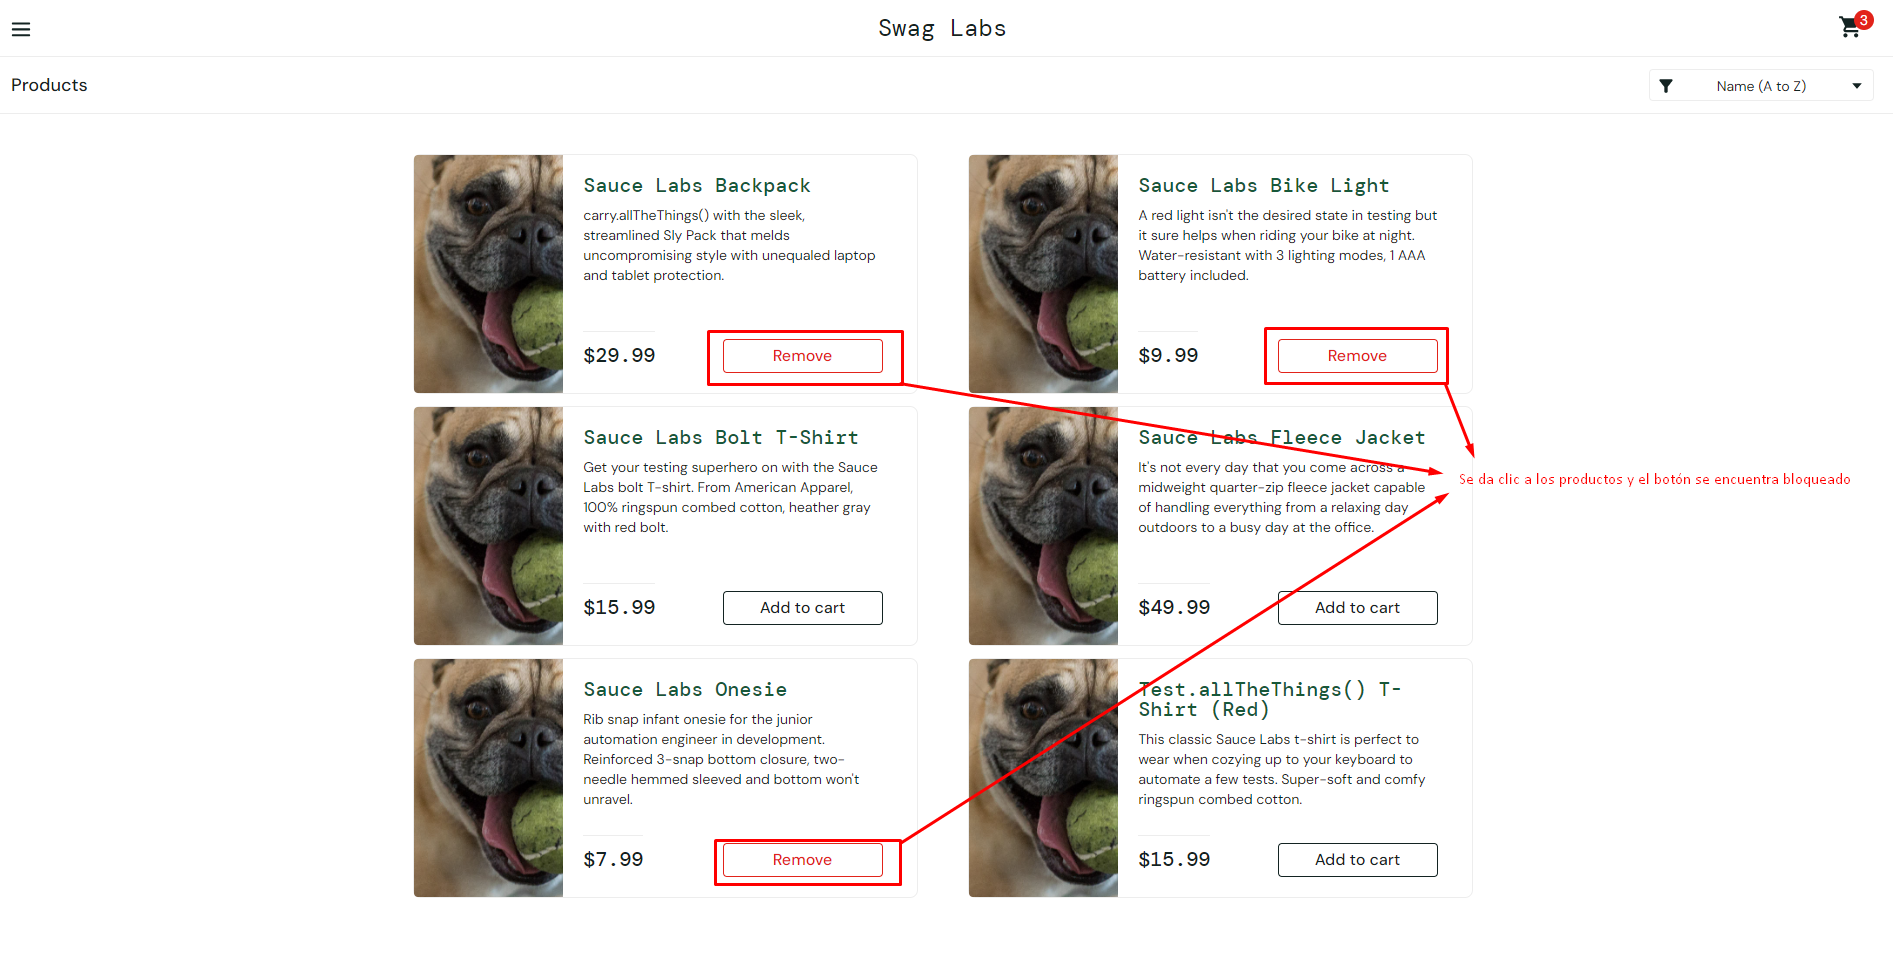 Swag Labs
3
Products
Name (A to Z)
Sauce Labs Backpack
carry.allTheThings() with the sleek,
streamlined Sly Pack that melds
uncompromising style with unequaled laptop
and tablet protection.
$29.99
Remove
Sauce Labs Bike Light
A red light isn't the desired state in testing but
it sure helps when riding your bike at night.
Water-resistant with 3 lighting modes, 1 AAA
battery included.
$9.99
Remove
Sauce Labs Bolt T-Shirt
Get your testing superhero on with the Sauce
Labs bolt T-shirt. From American Apparel,
100% ringspun combed cotton, heather gray
with red bolt.
$15.99
Add to cart
Sauce Labs Fleece Jacket
It's not every day that you come across a
midweight quarter-zip fleece jacket capable
of handling everything from a relaxing day
outdoors to a busy day at the office.
$49.99
Add to cart
Se da clic a los productos y el botón se encuentra bloqueado
Sauce Labs Onesie
Rib snap infant onesie for the junior
automation engineer in development.
Reinforced 3-snap bottom closure, two-
needle hemmed sleeved and bottom won't
unravel.
$7.99
Remove
Test.allTheThings() T-
Shirt (Red)
This classic Sauce Labs t-shirt is perfect to
wear when cozying up to your keyboard to
automate a few tests. Super-soft and comfy
ringspun combed cotton.
$15.99
Add to cart